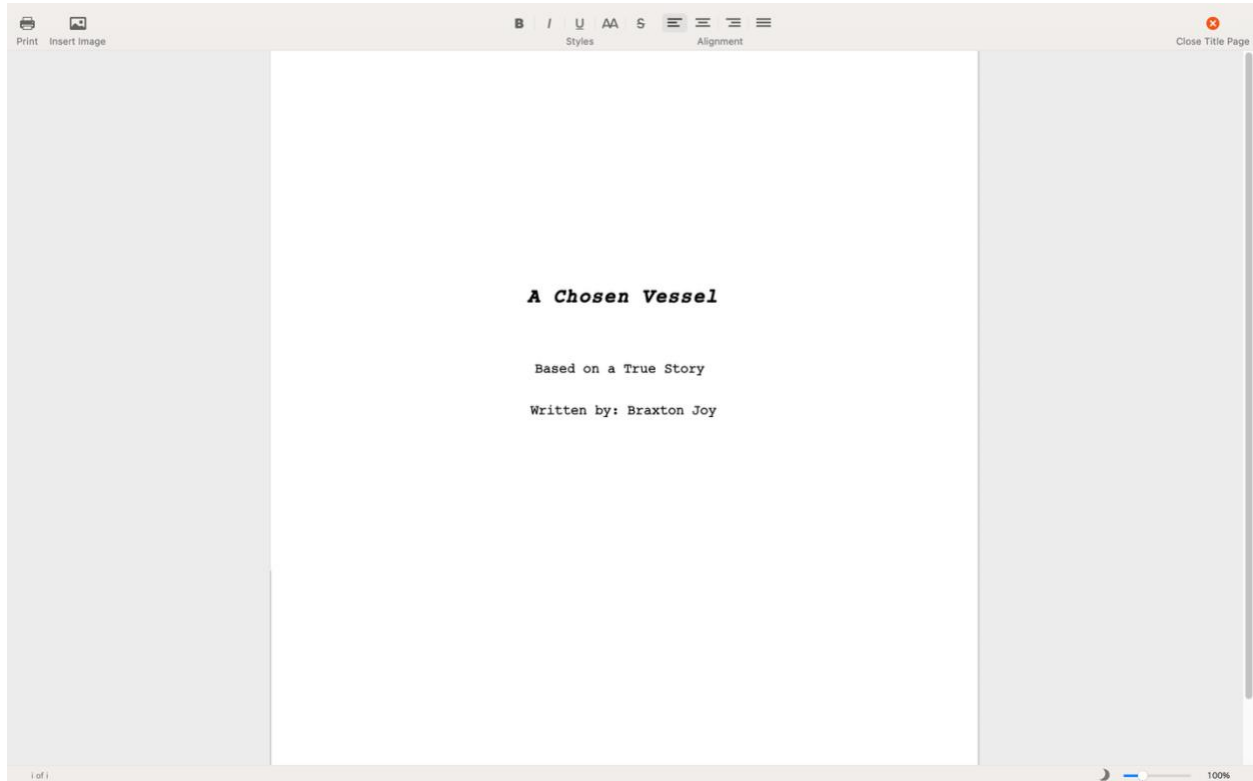 B I U AA S
Print Insert Image Styles Alignment Close Title Page
A Chosen Vessel
Based on a True Story
Written by: Braxton Joy
i of i 100%